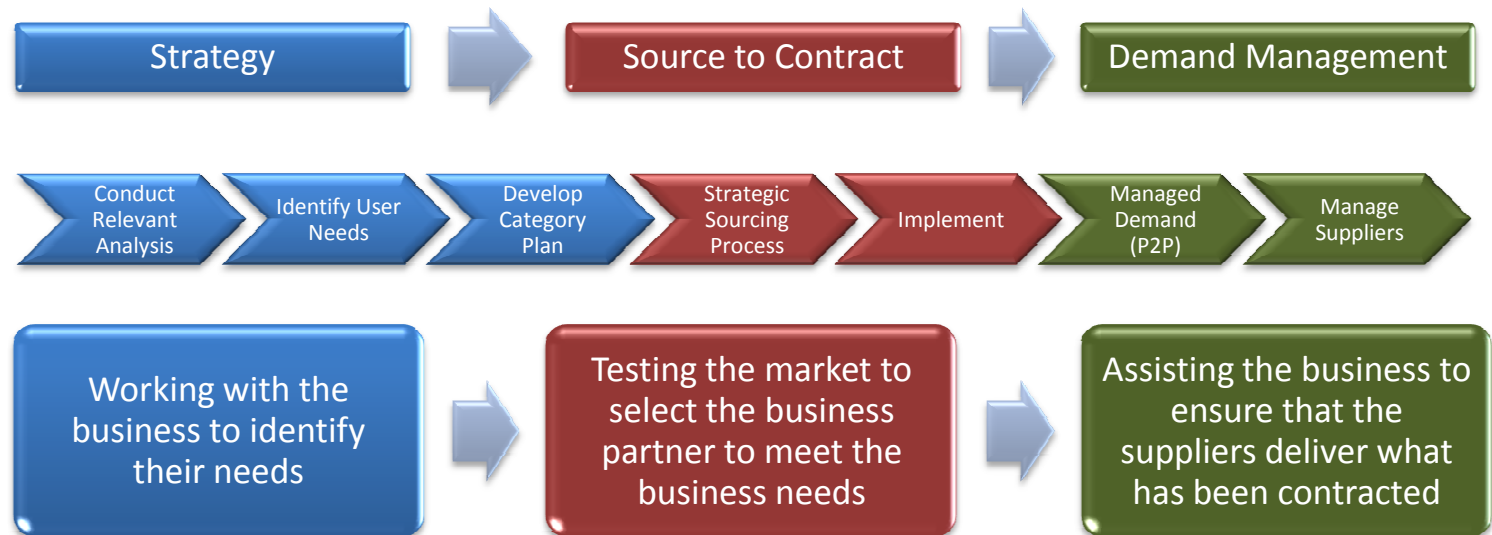 Strategy
Source to Contract
Demand Management
Conduct
Relevant
Analysis
Identify User
Needs
Develop
Category
Plan
Strategic
Sourcing
Process
Implement
Managed
Demand
(P2P)
Manage
Suppliers
Working with the
business to identify
their needs
Testing the market to
select the business
partner to meet the
business needs
Assisting the business to
ensure that the
suppliers deliver what
has been contracted